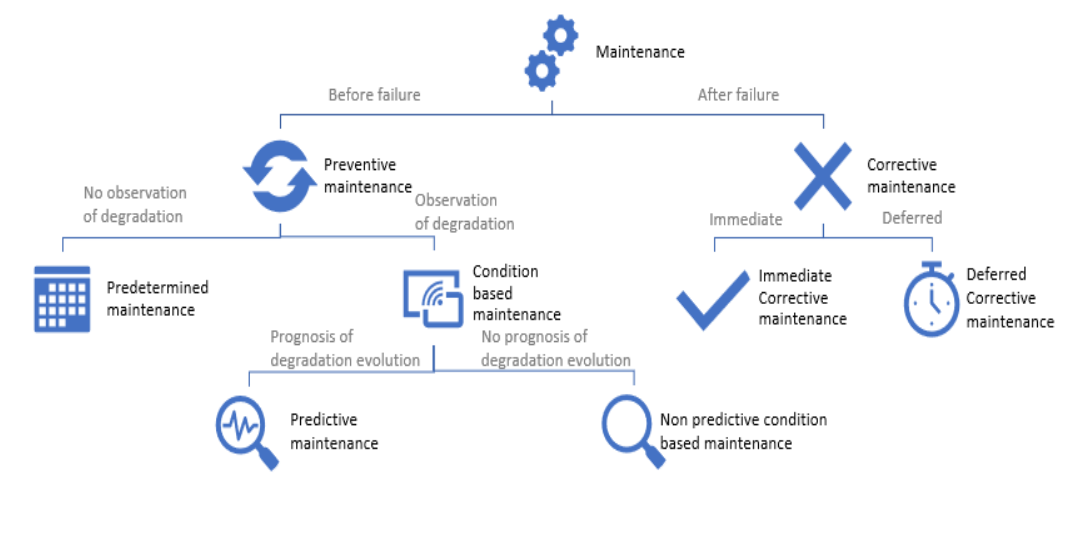 Maintenance
Before failure
After failure
Preventive
maintenance
Corrective
maintenance
No observation
of degradation
Observation
of degradation
Immediate
Deferred
Predetermined
maintenance
Condition
based
maintenance
Immediate
Corrective
maintenance
Deferred
Corrective
maintenance
Prognosis of
degradation evolution
No prognosis of
degradation evolution
Predictive
maintenance
Non predictive condition
based maintenance